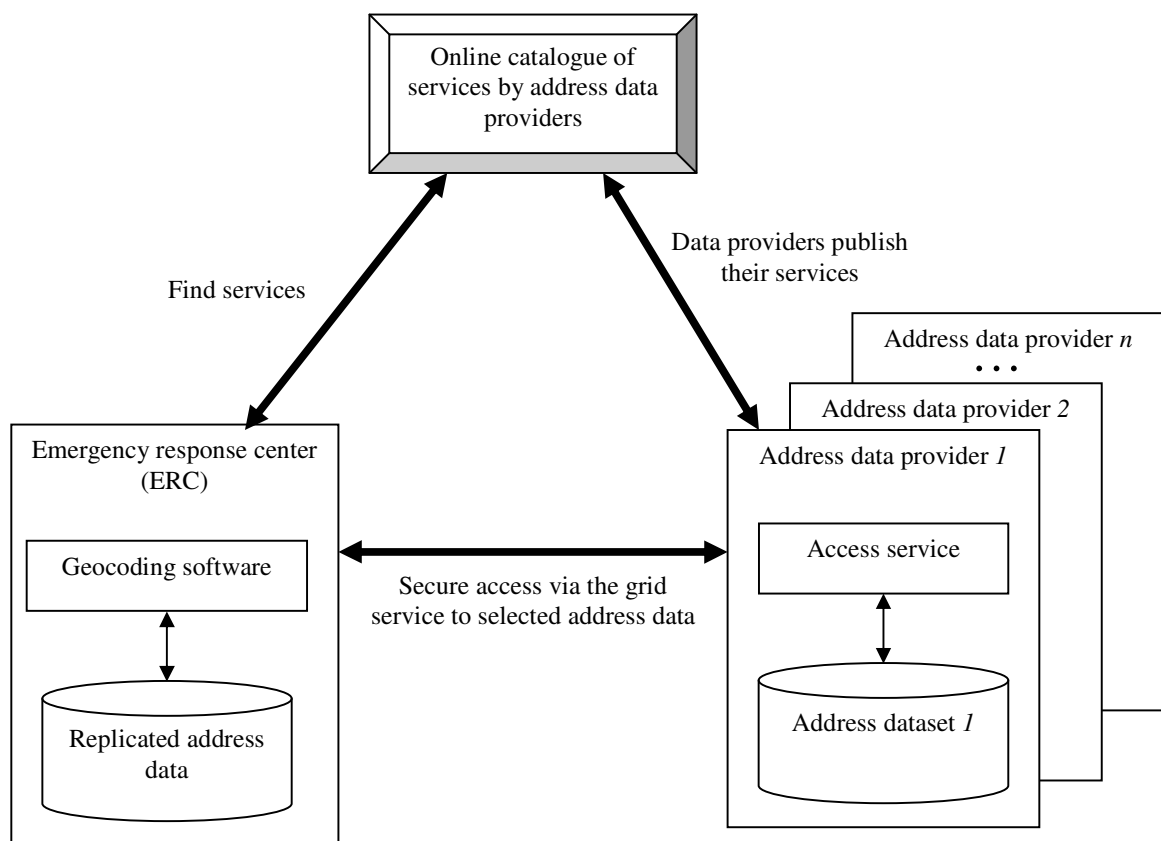 Online catalogue of
services by address data
providers
Data providers publish
their services
Find services
Address data provider n
. . .
Address data provider 2
Address data provider 1
Emergency response center
(ERC)
Access service
Geocoding software
Secure access via the grid
service to selected address data
Address dataset 1
Replicated address
data